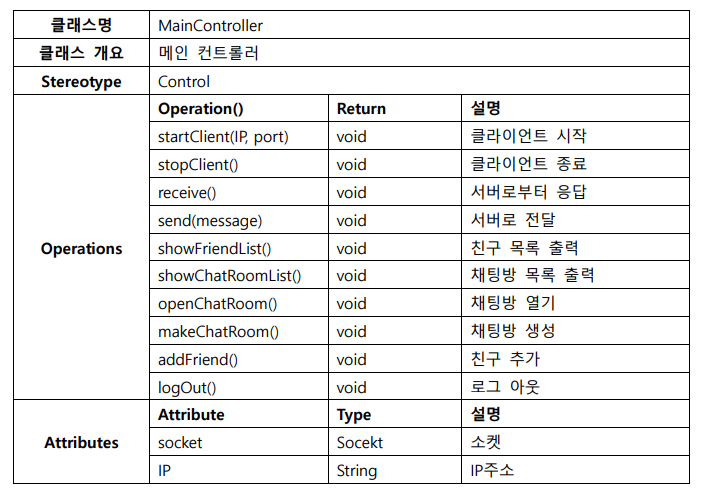 클래스명 MainController
클래스 개요 메인 컨트롤러
Stereotype Control
Operations
Operation() Return 설명
startClient(IP, port) void 클라이언트 시작
stopClient() void 클라이언트 종료
receive() void 서버로부터 응답
send(message) void 서버로 전달
showFriendList() void 친구 목록 출력
showChatRoomList() void 채팅방 목록 출력
openChatRoom() void 채팅방 열기
makeChatRoom() void 채팅방 생성
addFriend() void 친구 추가
logOut() void 로그 아웃
Attributes
Attribute Type 설명
socket Socekt 소켓
IP String IP주소